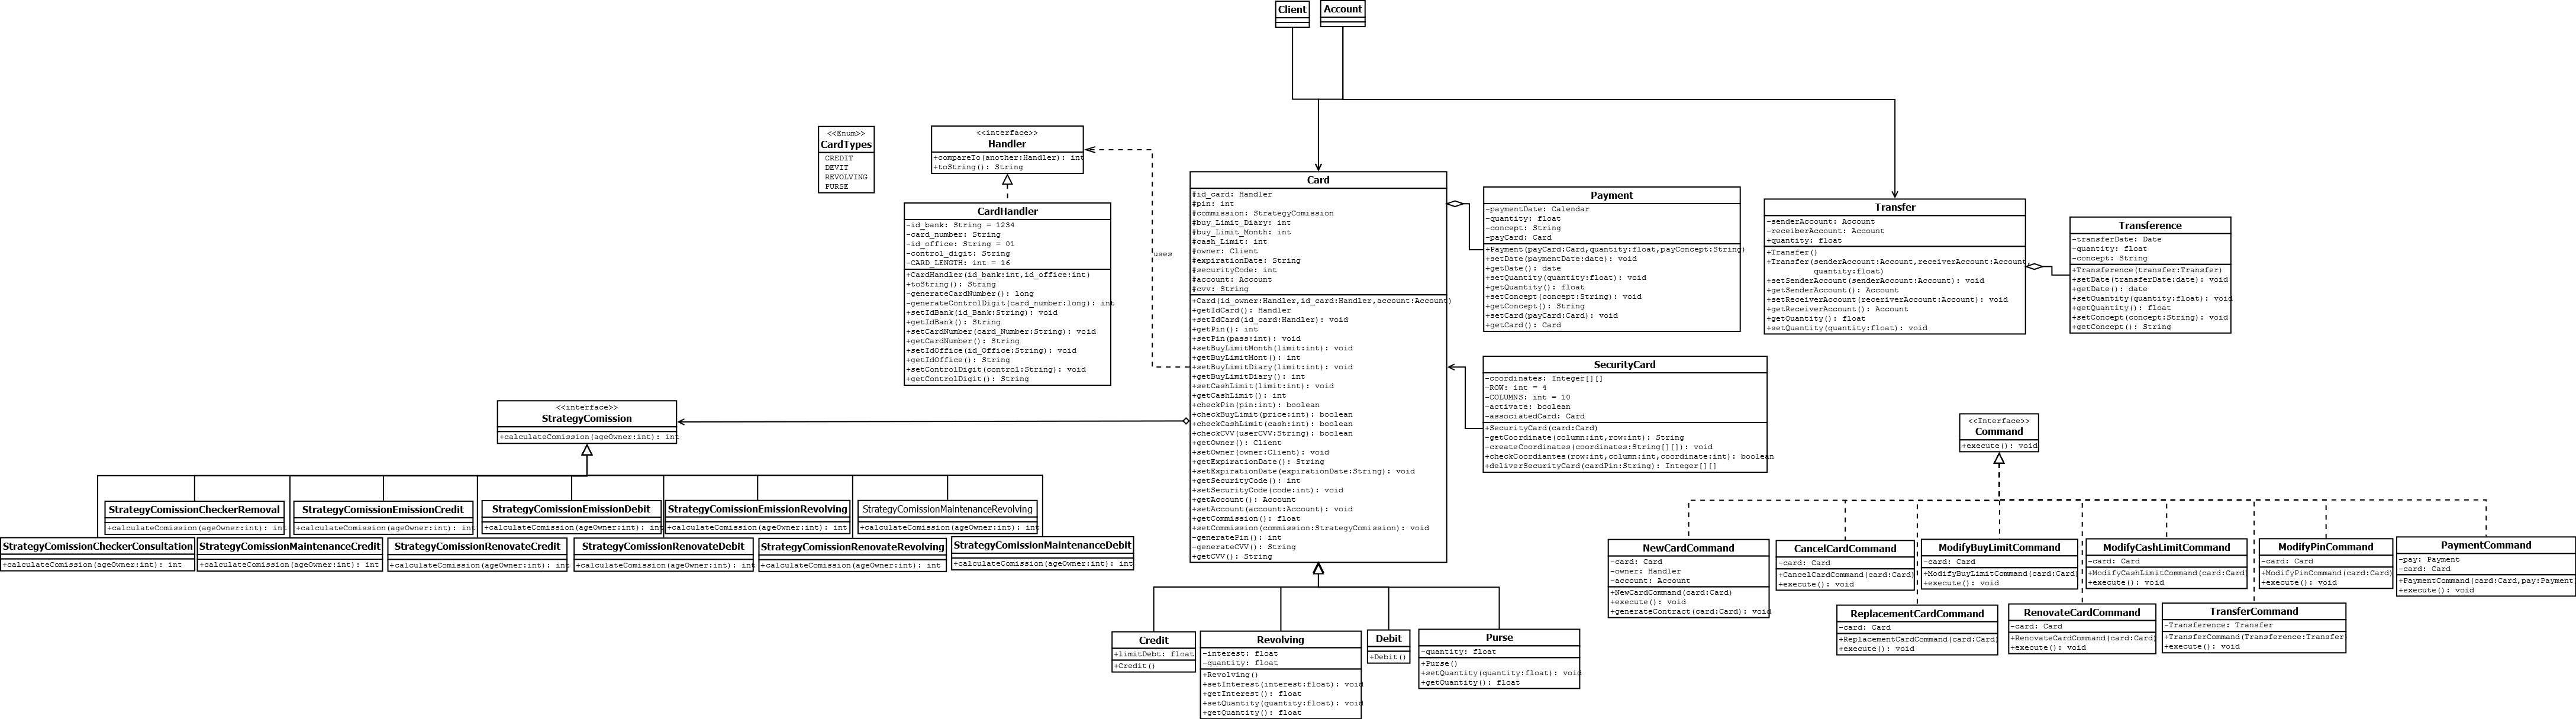 Client
Account
<<Enum>>
CardTypes
CREDIT
DEVIT
REVOLVING
PURSE
<<interface>>
Handler
+compareTo(another:Handler): int
+toString(): String
CardHandler
-id_bank: String = 1234
-card_number: String
-id_office: String = 01
-control_digit: String
-CARD_LENGTH: int = 16
+CardHandler(id_bank:int,id_office:int)
+toString(): String
-generateCardNumber(): long
-generateControlDigit(card_number:long): int
+setIdBank(id_Bank:String): void
+getIdBank(): String
+setCardNumber(card_Number:String): void
+getCardNumber(): String
+setIdOffice(id_Office:String): void
+getIdOffice(): String
+setControlDigit(control:String): void
+getControlDigit(): String
uses
Card
#id_card: Handler
#pin: int
#commission: StrategyComission
#buy_Limit_Diary: int
#buy_Limit_Month: int
#cash_Limit: int
#owner: Client
#expirationDate: String
#securityCode: int
#account: Account
#cvv: String
+Card(id_owner:Handler,id_card:Handler,account:Account)
+getIdCard(): Handler
+setIdCard(id_card:Handler): void
+getPin(): int
+setPin(pass:int): void
+setBuyLimitMonth(limit:int): void
+getBuyLimitMont(): int
+setBuyLimitDiary(limit:int): void
+getBuyLimitDiary(): int
+setCashLimit(limit:int): void
+getCashLimit(): int
+checkPin(pin:int): boolean
+checkBuyLimit(price:int): boolean
+checkCashLimit(cash:int): boolean
+checkCVV(userCVV:String): boolean
+getOwner(): Client
+setOwner(owner:Client): void
+getExpirationDate(): String
+setExpirationDate(expirationDate:String): void
+getSecurityCode(): int
+setSecurityCode(code:int): void
+getAccount(): Account
+setAccount(account:Account): void
+getCommission(): float
+setCommission(commission:StrategyComission): void
-generatePin(): int
-generateCVV(): String
+getCVV(): String
Payment
-paymentDate: Calendar
-quantity: float
-concept: String
-payCard: Card
+Payment(payCard:Card,quantity:float,payConcept:String)
+setDate(paymentDate:date): void
+getDate(): date
+setQuantity(quantity:float): void
+getQuantity(): float
+setConcept(concept:String): void
+getConcept(): String
+setCard(payCard:Card): void
+getCard(): Card
Transfer
-senderAccount: Account
-receiberAccount: Account
+quantity: float
+Transfer()
+Transfer(senderAccount:Account,receiverAccount:Account,
quantity:float)
+setSenderAccount(senderAccount:Account): void
+getSenderAccount(): Account
+setReceiverAccount(receriverAccount:Account): void
+getReceiverAccount(): Account
+getQuantity(): float
+setQuantity(quantity:float): void
Transference
-transferDate: Date
-quantity: float
-concept: String
+Transference(transfer:Transfer)
+setDate(transferDate:date): void
+getDate(): date
+setQuantity(quantity:float): void
+getQuantity(): float
+setConcept(concept:String): void
+getConcept(): String
SecurityCard
-coordinates: Integer[][]
-ROW: int = 4
-COLUMNS: int = 10
-activate: boolean
-associatedCard: Card
+SecurityCard(card:Card)
-getCoordinate(column:int,row:int): String
-createCoordinates(coordinates:String[][]): void
+checkCoordiantes(row:int,column:int,coordinate:int): boolean
+deliverSecurityCard(cardPin:String): Integer[][]
<<interface>>
StrategyComission
+calculateComission(ageOwner:int): int
StrategyComissionCheckerRemoval
+calculateComission(ageOwner:int): int
StrategyComissionEmissionCredit
+calculateComission(ageOwner:int): int
StrategyComissionEmissionDebit
+calculateComission(ageOwner:int): int
StrategyComissionEmissionRevolving
+calculateComission(ageOwner:int): int
StrategyComissionMaintenanceRevolving
+calculateComission(ageOwner:int): int
StrategyComissionCheckerConsultation
+calculateComission(ageOwner:int): int
StrategyComissionMaintenanceCredit
+calculateComission(ageOwner:int): int
StrategyComissionRenovateCredit
+calculateComission(ageOwner:int): int
StrategyComissionRenovateDebit
+calculateComission(ageOwner:int): int
StrategyComissionRenovateRevolving
+calculateComission(ageOwner:int): int
StrategyComissionMaintenanceDebit
+calculateComission(ageOwner:int): int
Credit
+limitDebt: float
+Credit()
Revolving
-interest: float
-quantity: float
+Revolving()
+setInterest(interest:float): void
+getInterest(): float
+setQuantity(quantity:float): void
+getQuantity(): float
Debit
+Debit()
Purse
-quantity: float
+Purse()
+setQuantity(quantity:float): void
+getQuantity(): float
<<Interface>>
Command
+execute(): void
NewCardCommand
-card: Card
-owner: Handler
-account: Account
+NewCardCommand(card:Card)
+execute(): void
+generateContract(card:Card): void
CancelCardCommand
-card: Card
+CancelCardCommand(card:Card)
+execute(): void
ModifyBuyLimitCommand
-card: Card
+ModifyBuyLimitCommand(card:Card)
+execute(): void
ModifyCashLimitCommand
-card: Card
+ModifyCashLimitCommand(card:Card)
+execute(): void
ModifyPinCommand
-card: Card
+ModifyPinCommand(card:Card)
+execute(): void
PaymentCommand
-pay: Payment
-card: Card
+PaymentCommand(card:Card,pay:Payment
+execute(): void
ReplacementCardCommand
-card: Card
+ReplacementCardCommand(card:Card)
+execute(): void
RenovateCardCommand
-card: Card
+RenovateCardCommand(card:Card)
+execute(): void
TransferCommand
-Transference: Transfer
+TransferCommand(Transference:Transfer
+execute(): void